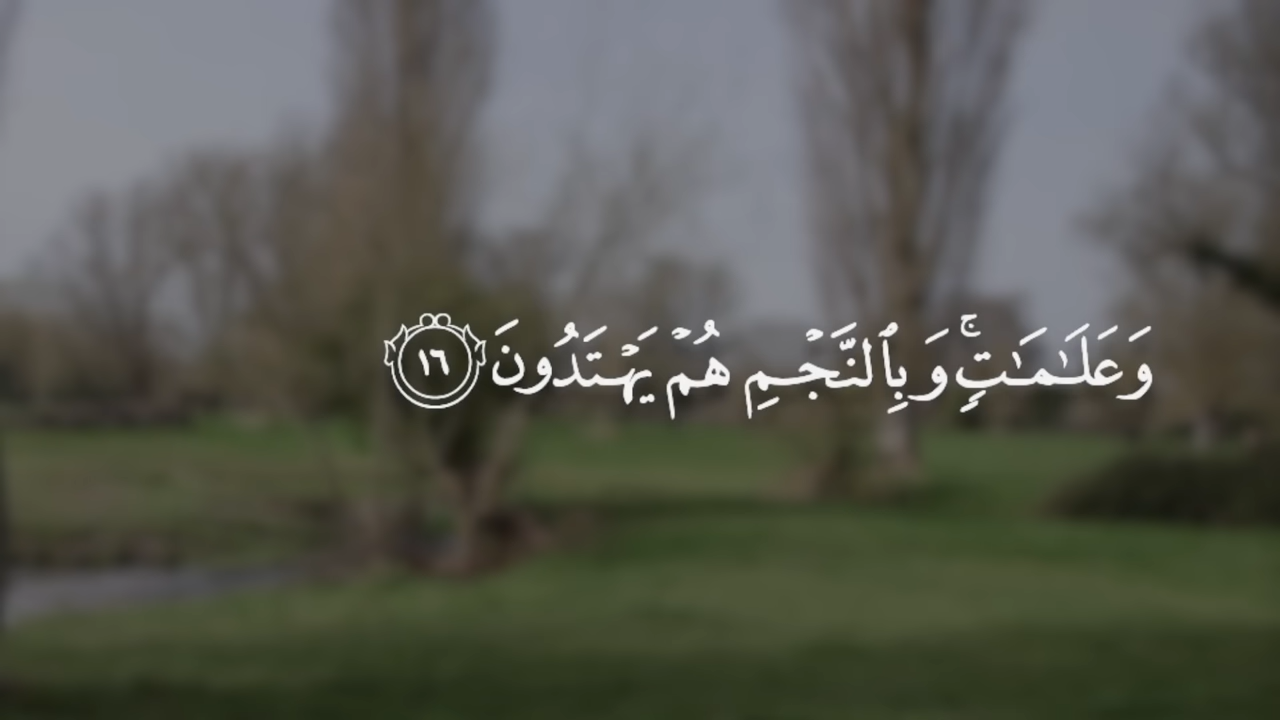 وَعَلَـٰمَـٰتٍۢ ۚ وَبِٱلنَّجْمِ هُمْ يَهْتَدُونَ ١٦